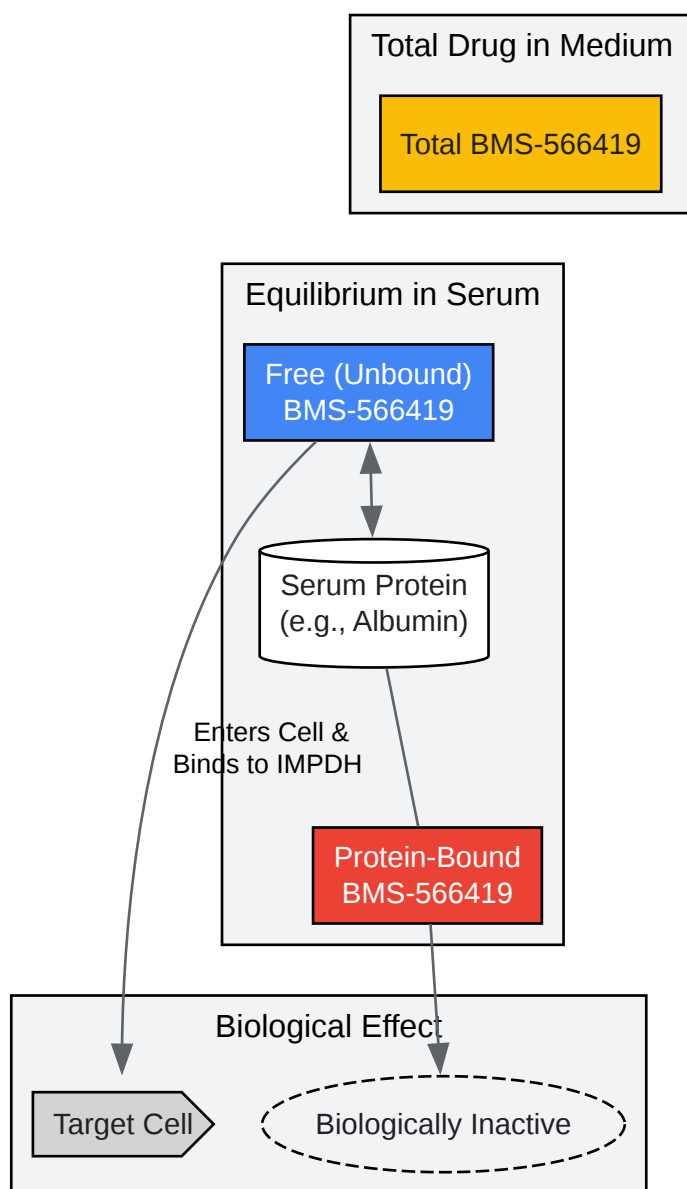 Total Drug in Medium
Total BMS-566419
Equilibrium in Serum
Free (Unbound)
BMS-566419
Serum Protein
(e.g., Albumin)
Enters Cell &
Binds to IMPDH
Protein-Bound
BMS-566419
Biological Effect
Target Cell
Biologically Inactive